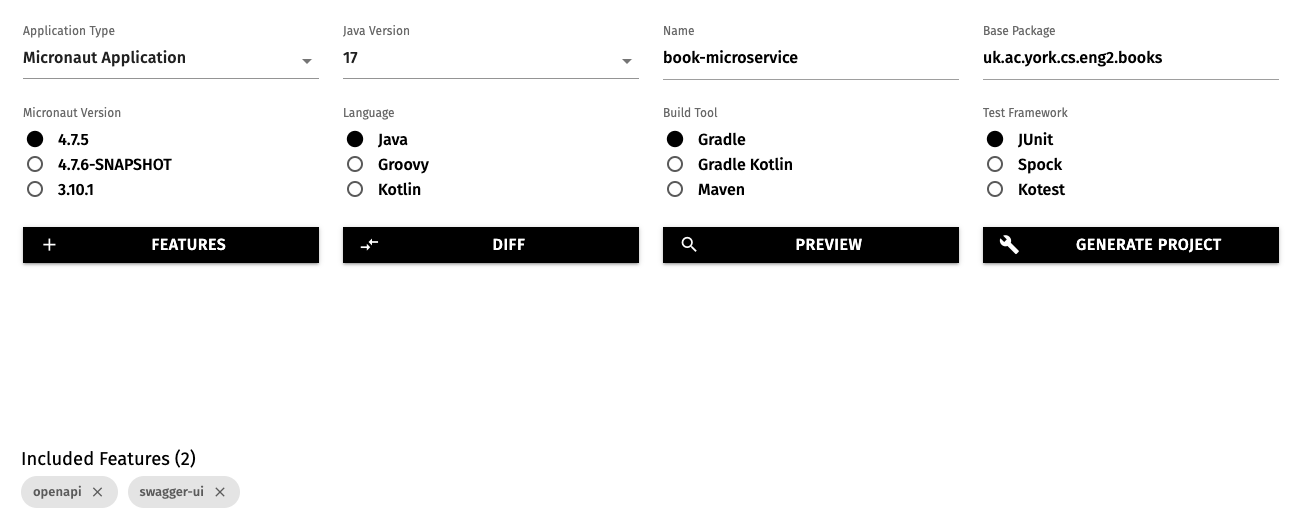 Application Type Java Version Name Base Package
Micronaut Application 17 book-microservice uk.ac.york.cs.eng2.books
Micronaut Version Language Build Tool Test Framework
4.7.5 Java Gradle JUnit
4.7.6-SNAPSHOT Groovy Gradle Kotlin Spock
3.10.1 Kotlin Maven Kotest
FEATURES DIFF PREVIEW GENERATE PROJECT
Included Features (2)
openapi swagger-ui